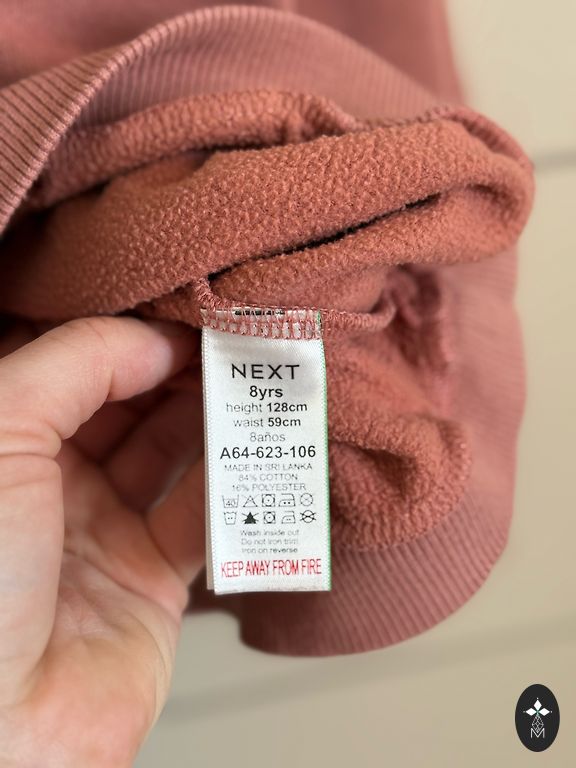 NEXT
8yrs
height 128cm
waist 59cm
8años
A64-623-106
MADE IN SRI LANKA
84% COTTON
16% POLYESTER
40
Wash inside out
Do not iron trim
Iron on reverse
KEEP AWAY FROM FIRE
M